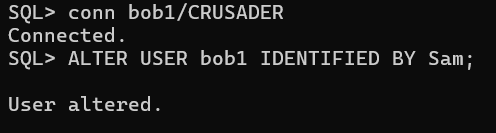 SQL> conn bob1/CRUSADER
Connected.
SQL> ALTER USER bob1 IDENTIFIED BY Sam;
User altered.